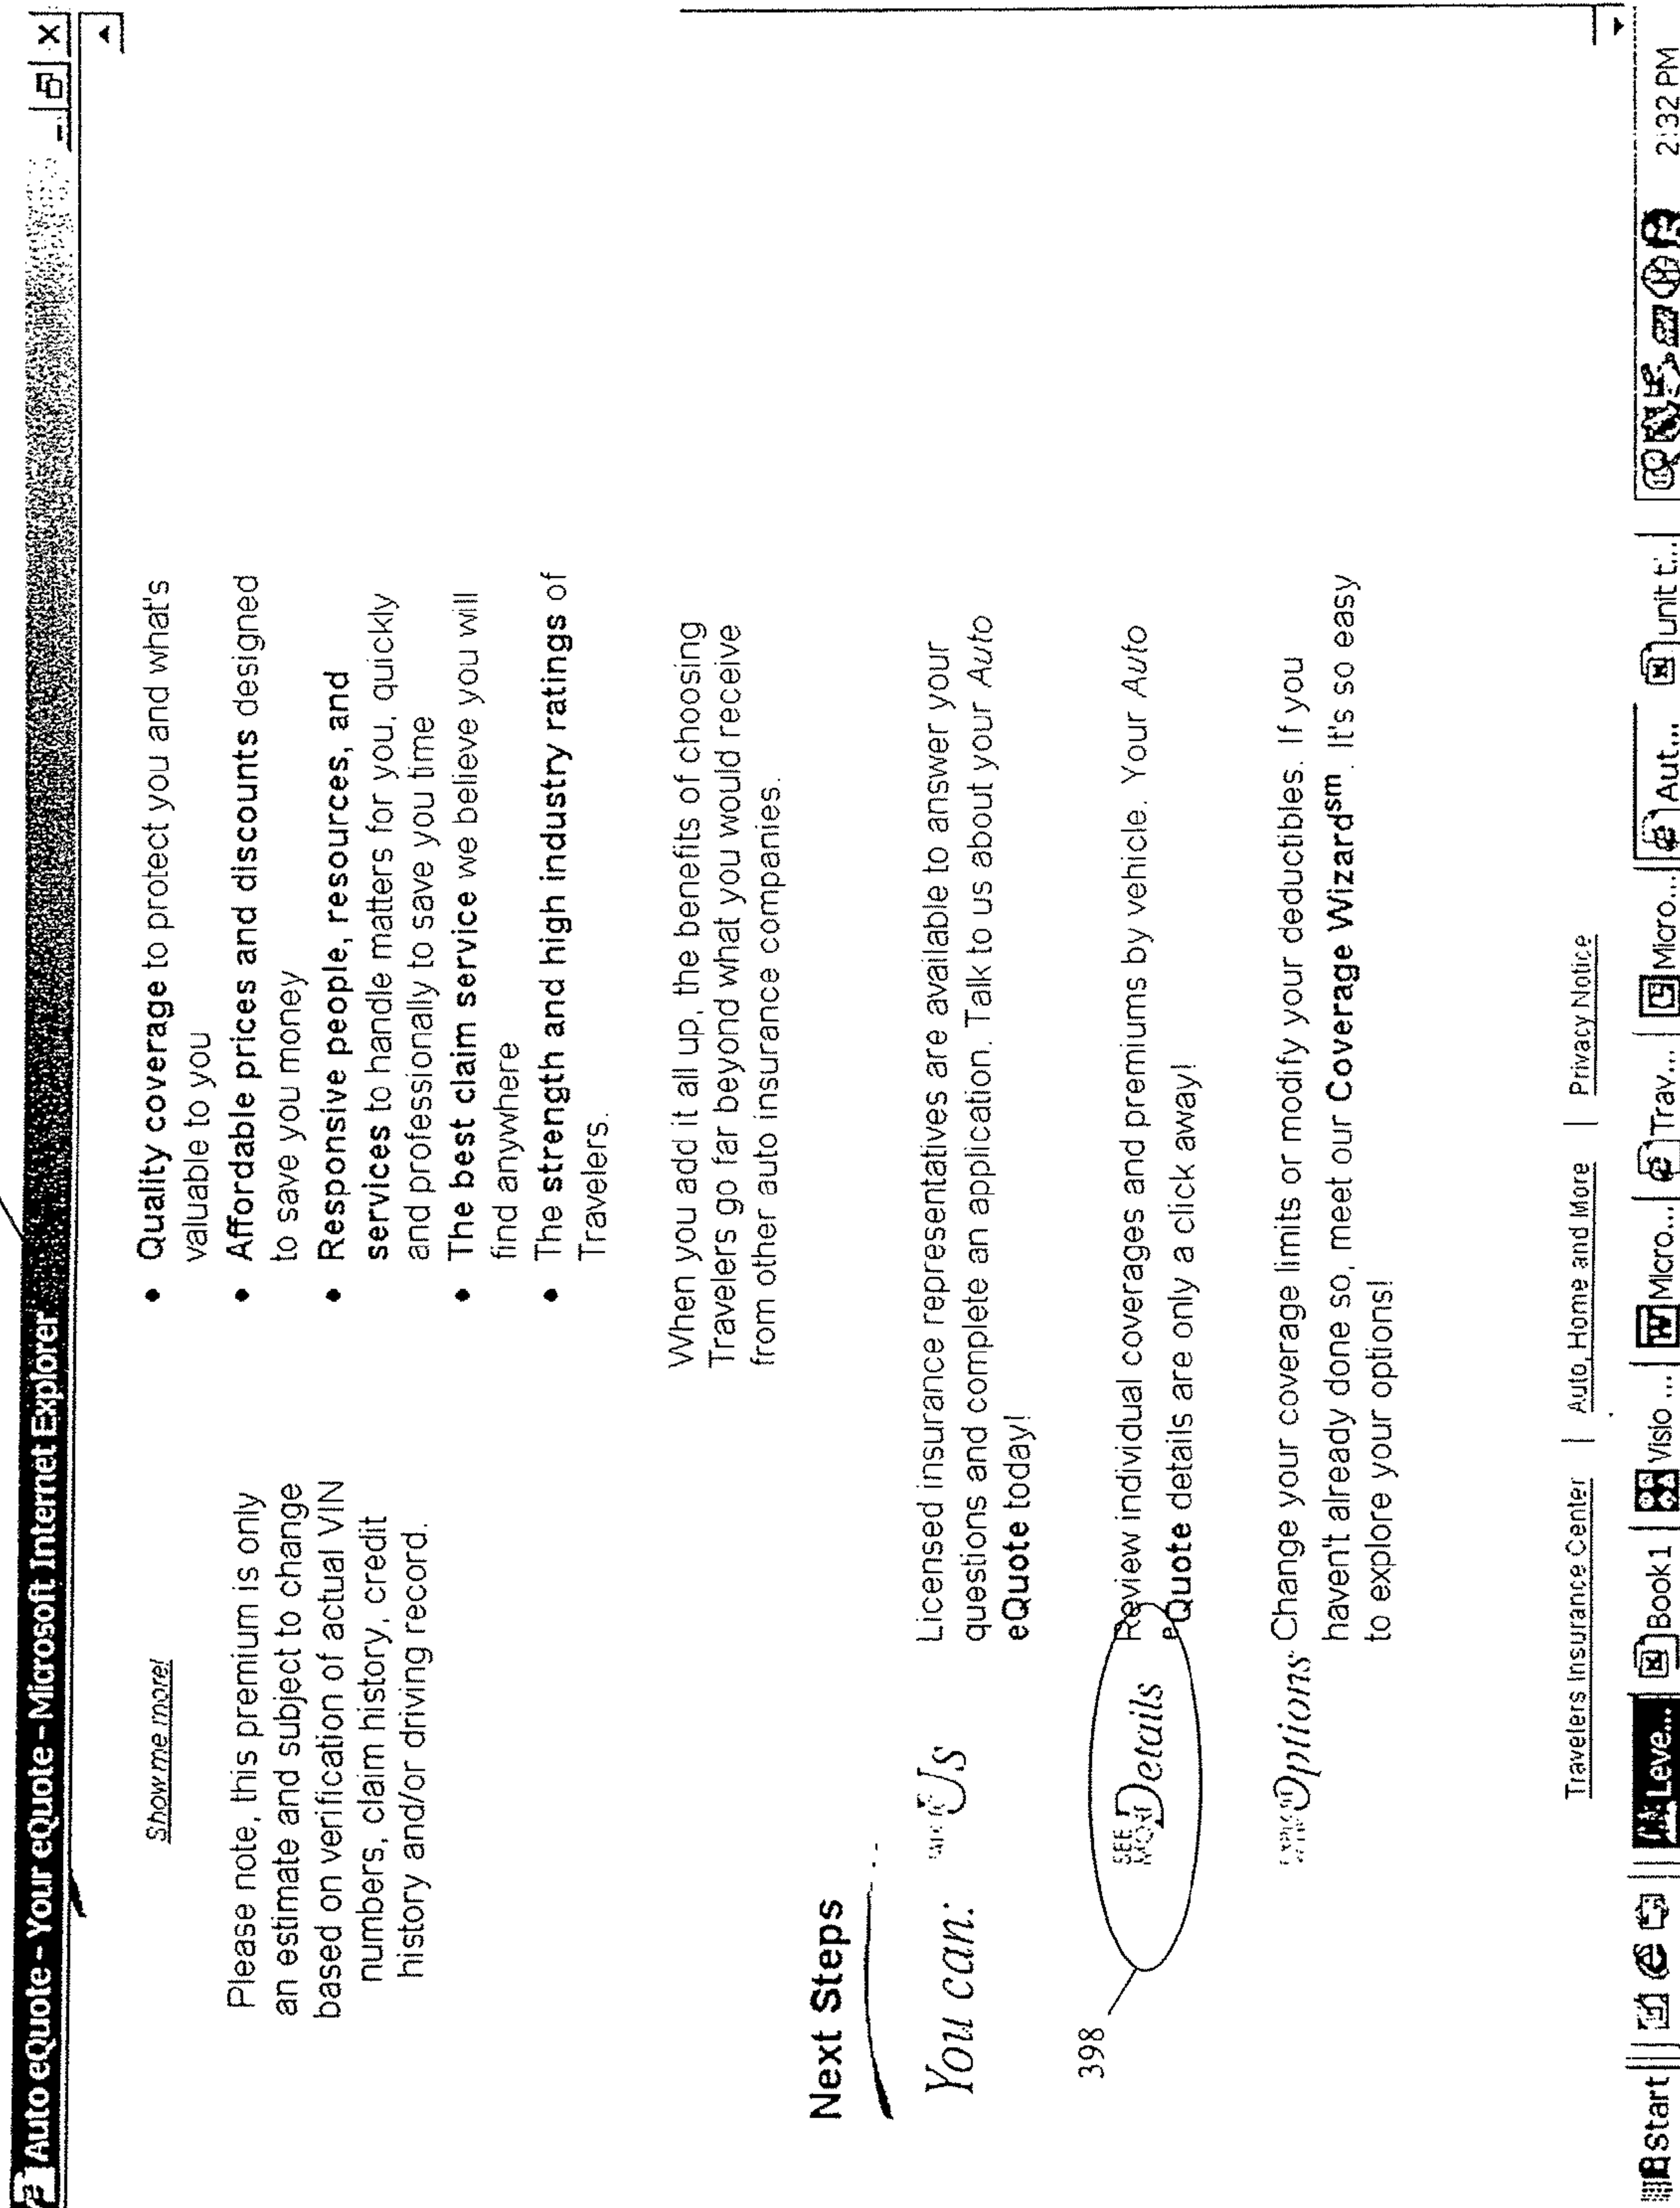 Auto eQuote - Your eQuote - Microsoft Internet Explorer
Show me more!
Please note, this premium is only
an estimate and subject to change
based on verification of actual VIN
numbers, claim history, credit
history and/or driving record.
• Quality coverage to protect you and what's
valuable to you
• Affordable prices and discounts designed
to save you money
• Responsive people, resources, and
services to handle matters for you, quickly
and professionally to save you time
• The best claim service we believe you will
find anywhere
• The strength and high industry ratings of
Travelers.
When you add it all up, the benefits of choosing
Travelers go far beyond what you would receive
from other auto insurance companies.
Next Steps
You can:
Us
Licensed insurance representatives are available to answer your
questions and complete an application. Talk to us about your Auto
eQuote today!
398
SEE MORE Details
Review individual coverages and premiums by vehicle. Your Auto
eQuote details are only a click away!
Options
Change your coverage limits or modify your deductibles. If you
haven't already done so, meet our Coverage Wizardsm. It's so easy
to explore your options!
Travelers Insurance Center | Auto, Home and More | Privacy Notice
Start Leve... Book1 Visio ... Micro... Trav... Micro... Aut... unit t... 2:32 PM